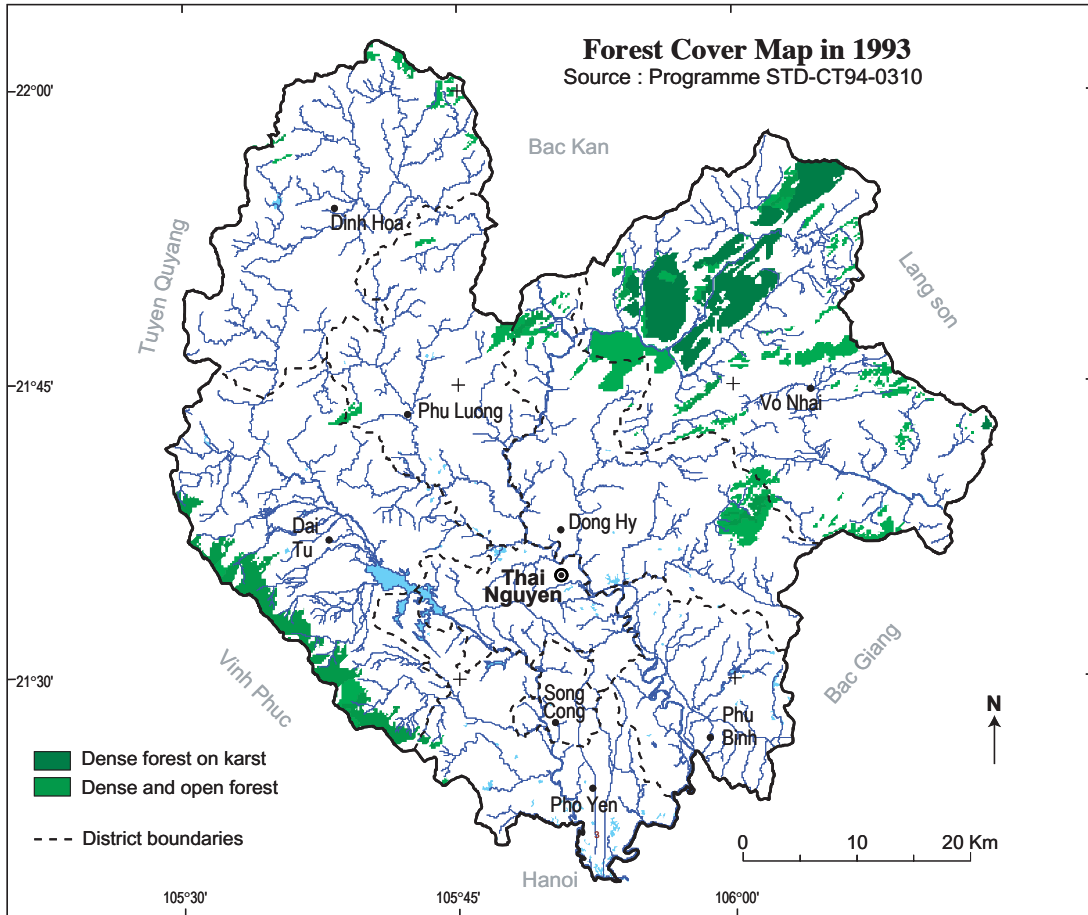 Forest Cover Map in 1993
Source : Programme STD-CT94-0310
22°00'
Bac Kan
Dinh Hoa
Tuyen Quyang
Lang son
21°45'
Phu Luong
Vo Nhai
Dong Hy
Dai
Tu
Thai
Nguyen
Bac Giang
Vinh Phuc
21°30'
Song
Cong
Phu
Binh
N
Dense forest on karst
Dense and open forest
Pho Yen
3
District boundaries
0 10 20 Km
Hanoi
105°30'
105°45'
106°00'